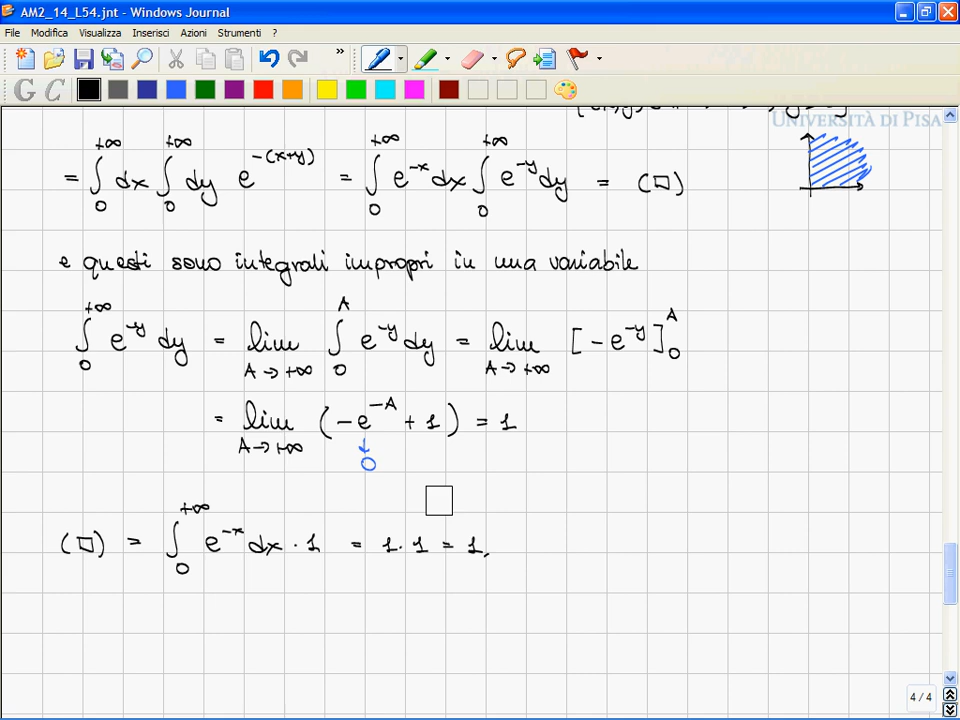 AM2_14_L54.jnt - Windows Journal
File Modifica Visualizza Inserisci Azioni Strumenti ?
UNIVERSITÀ DI PISA
= ∫₀^{+∞} dx ∫₀^{+∞} dy e^{-(x+y)} = ∫₀^{+∞} e^{-x} dx ∫₀^{+∞} e^{-y} dy = (□)
e questi sono integrali impropri in una variabile
∫₀^{+∞} e^{-y} dy = lim_{A→+∞} ∫₀^{A} e^{-y} dy = lim_{A→+∞} [-e^{-y}]₀^{A}
= lim_{A→+∞} (-e^{-A} + 1) = 1
↓
0
(□) = ∫₀^{+∞} e^{-x} dx · 1 = 1·1 = 1.
4 / 4